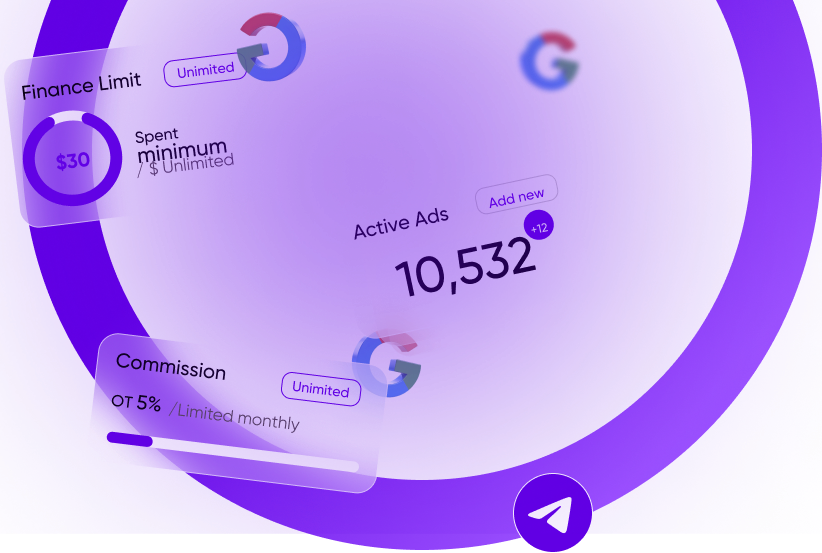 Finance Limit
Unimited
$30
Spent
minimum
/ $ Unlimited
Active Ads
Add new
+12
10,532
Commission
Unimited
ОТ 5% /Limited monthly